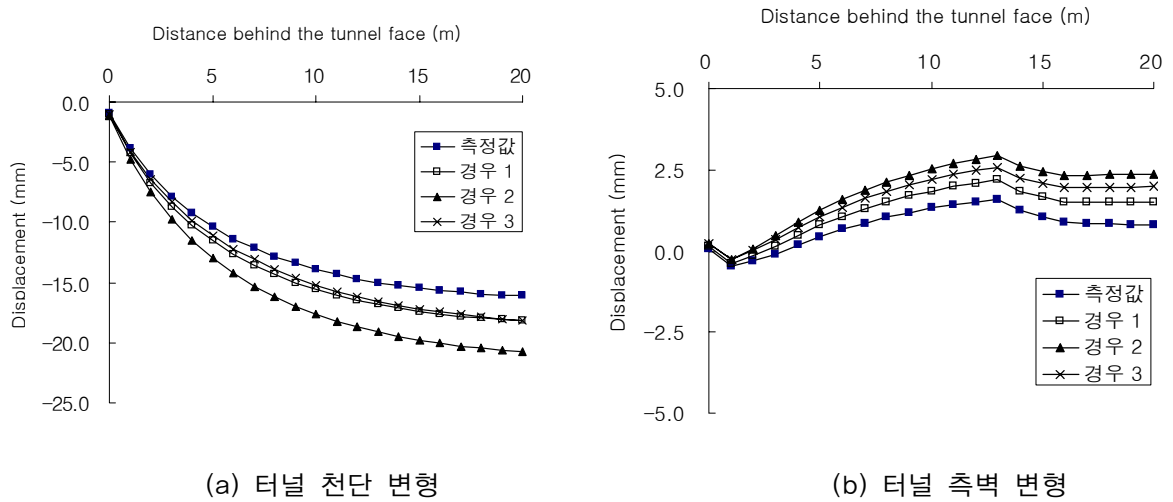 Distance behind the tunnel face (m)
0 5 10 15 20
0.0
-5.0
-10.0
-15.0
-20.0
-25.0
Displacement (mm)
측정값
경우 1
경우 2
경우 3
(a) 터널 천단 변형
Distance behind the tunnel face (m)
0 5 10 15 20
5.0
2.5
0.0
-2.5
-5.0
Displacement (mm)
측정값
경우 1
경우 2
경우 3
(b) 터널 측벽 변형